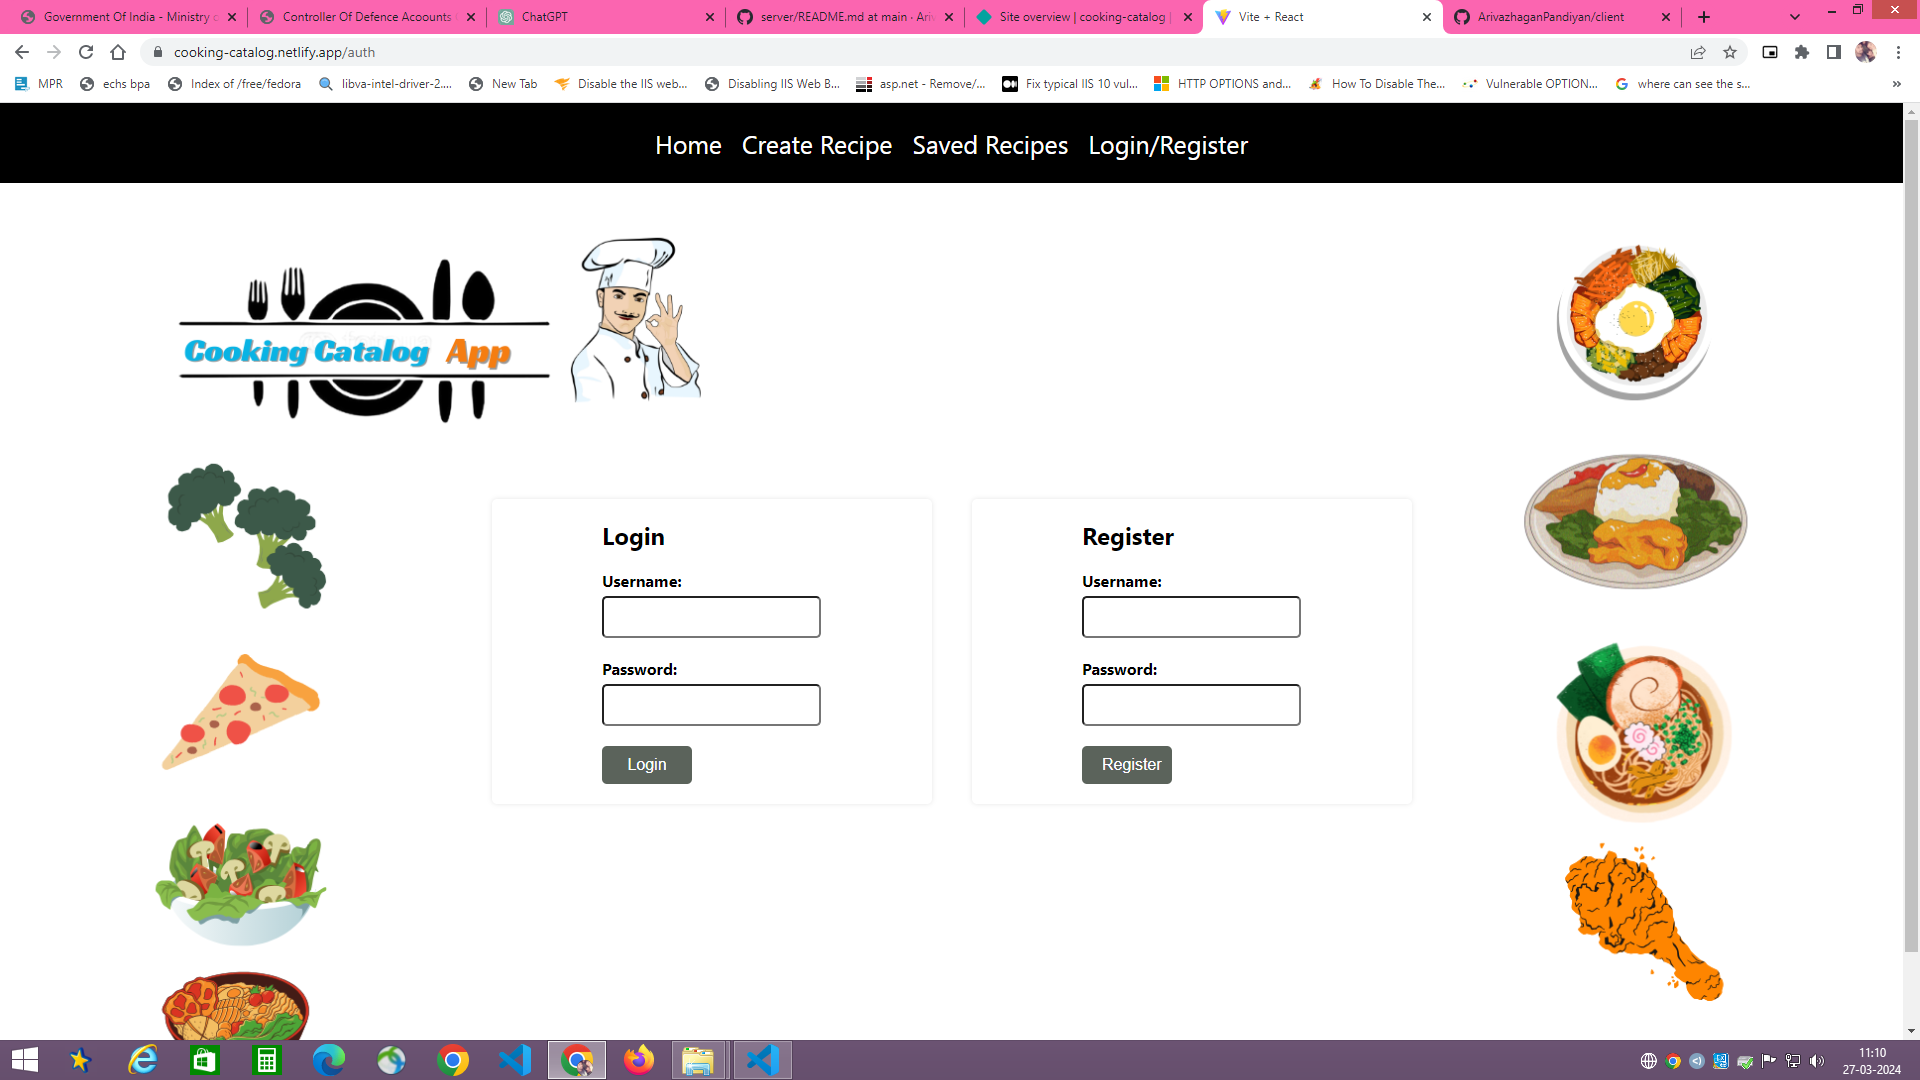 Government Of India - Ministry
Controller Of Defence Acoounts
ChatGPT
server/README.md at main · Ari
Site overview | cooking-catalog |
Vite + React
ArivazhaganPandiyan/client
cooking-catalog.netlify.app/auth
MPR
echs bpa
Index of /free/fedora
libva-intel-driver-2....
New Tab
Disable the IIS web...
Disabling IIS Web B...
asp.net - Remove/...
Fix typical IIS 10 vul...
HTTP OPTIONS and...
How To Disable The...
Vulnerable OPTION...
where can see the s...
»
Home Create Recipe Saved Recipes Login/Register
Cooking Catalog App
Login
Username:
Password:
Login
Register
Username:
Password:
Register
11:10
27-03-2024